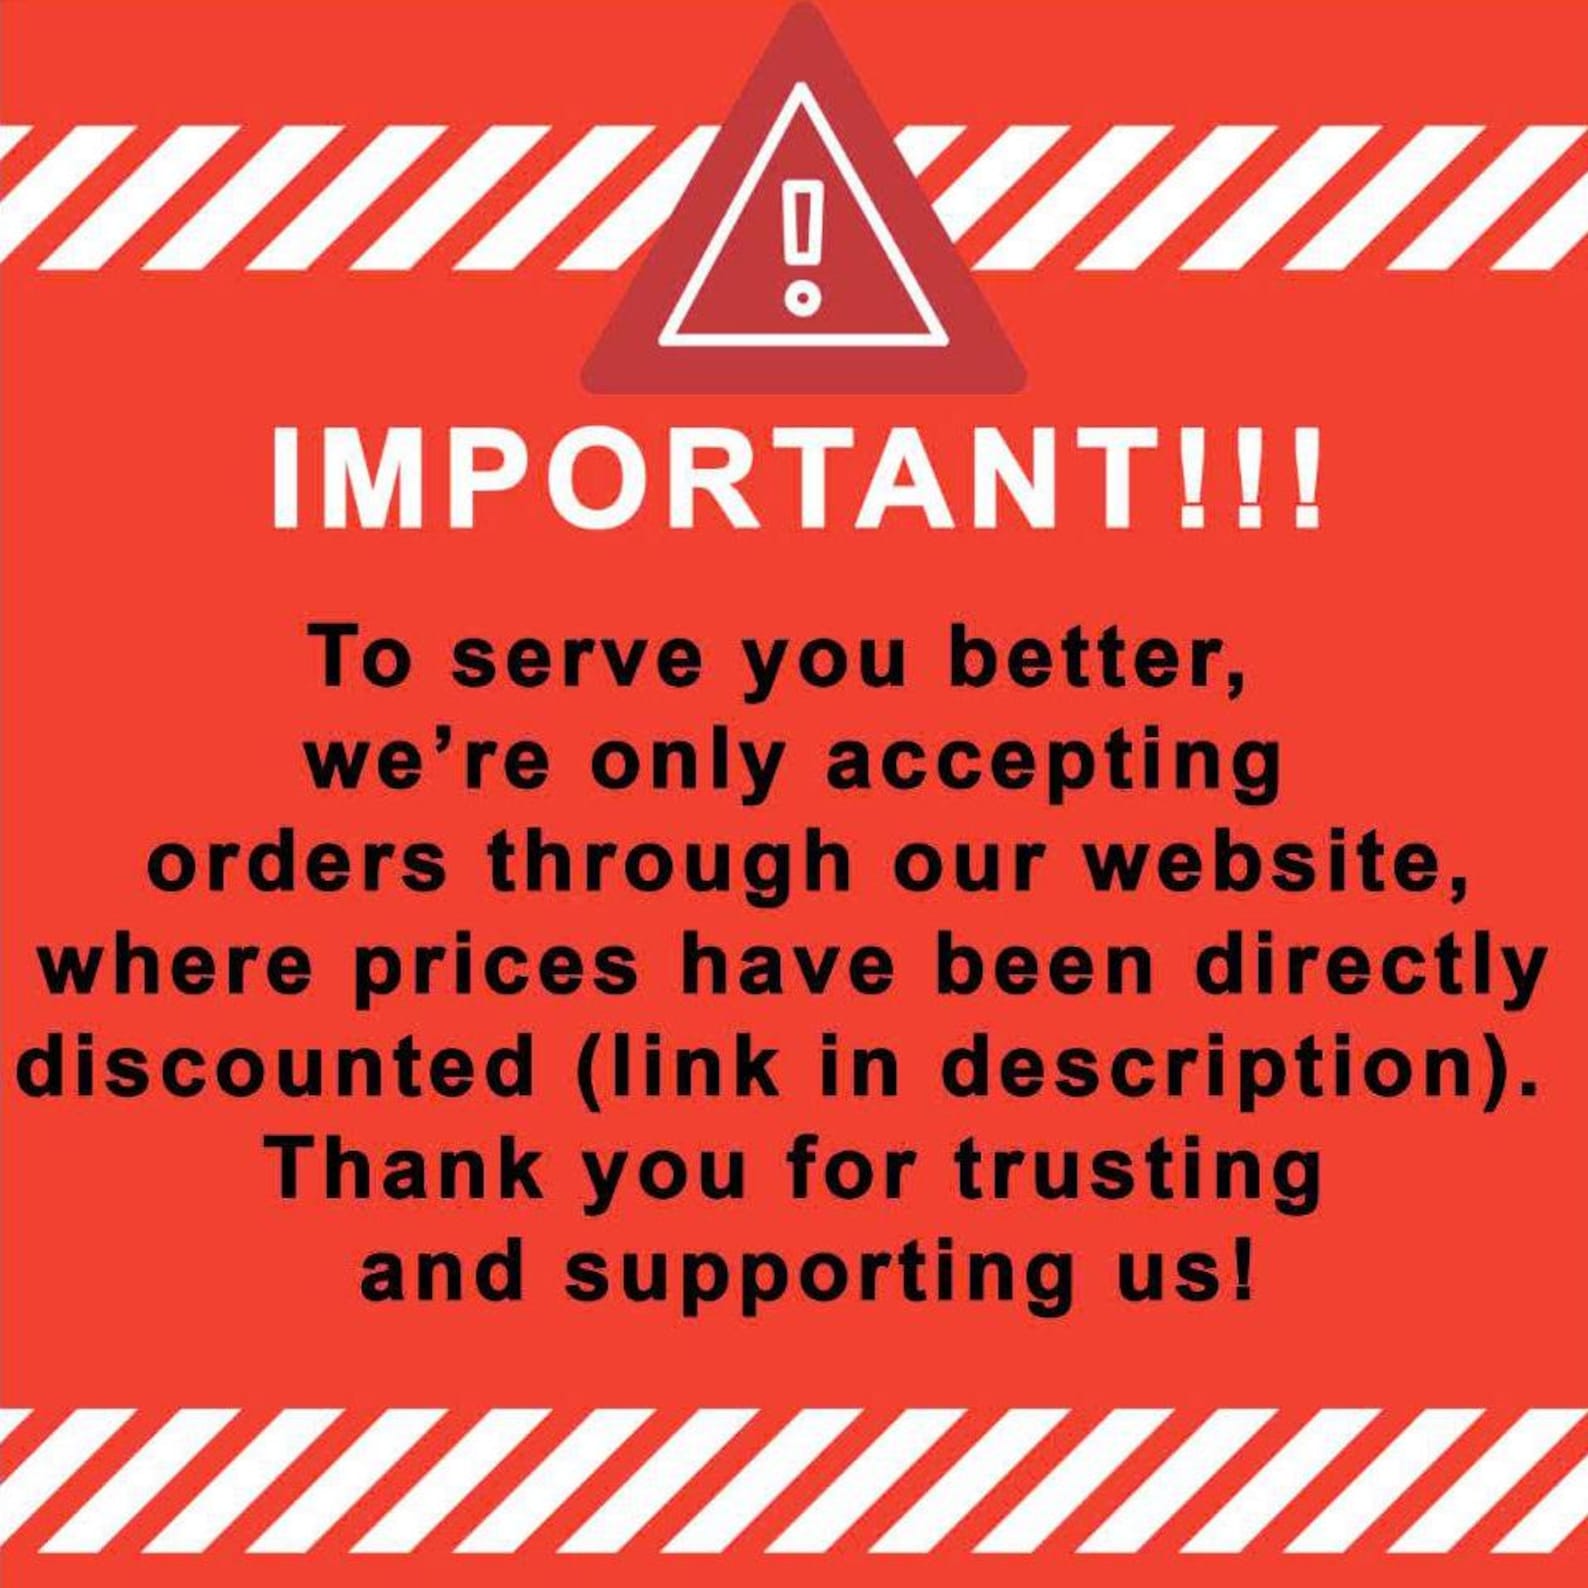 IMPORTANT!!!
To serve you better,
we’re only accepting
orders through our website,
where prices have been directly
discounted (link in description).
Thank you for trusting
and supporting us!